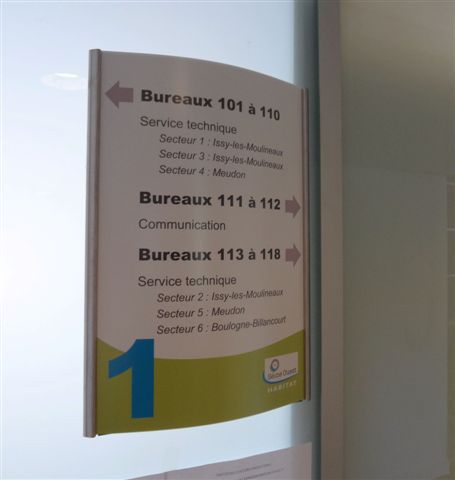 Bureaux 101 à 110
Service technique
Secteur 1 : Issy-les-Moulineaux
Secteur 3 : Issy-les-Moulineaux
Secteur 4 : Meudon
Bureaux 111 à 112
Communication
Bureaux 113 à 118
Service technique
Secteur 2 : Issy-les-Moulineaux
Secteur 5 : Meudon
Secteur 6 : Boulogne-Billancourt
1
Seine Ouest
HABITAT